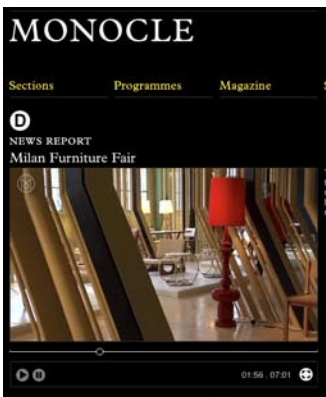 MONOCLE
Sections Programmes Magazine
D
NEWS REPORT
Milan Furniture Fair
01:56 . 07:01